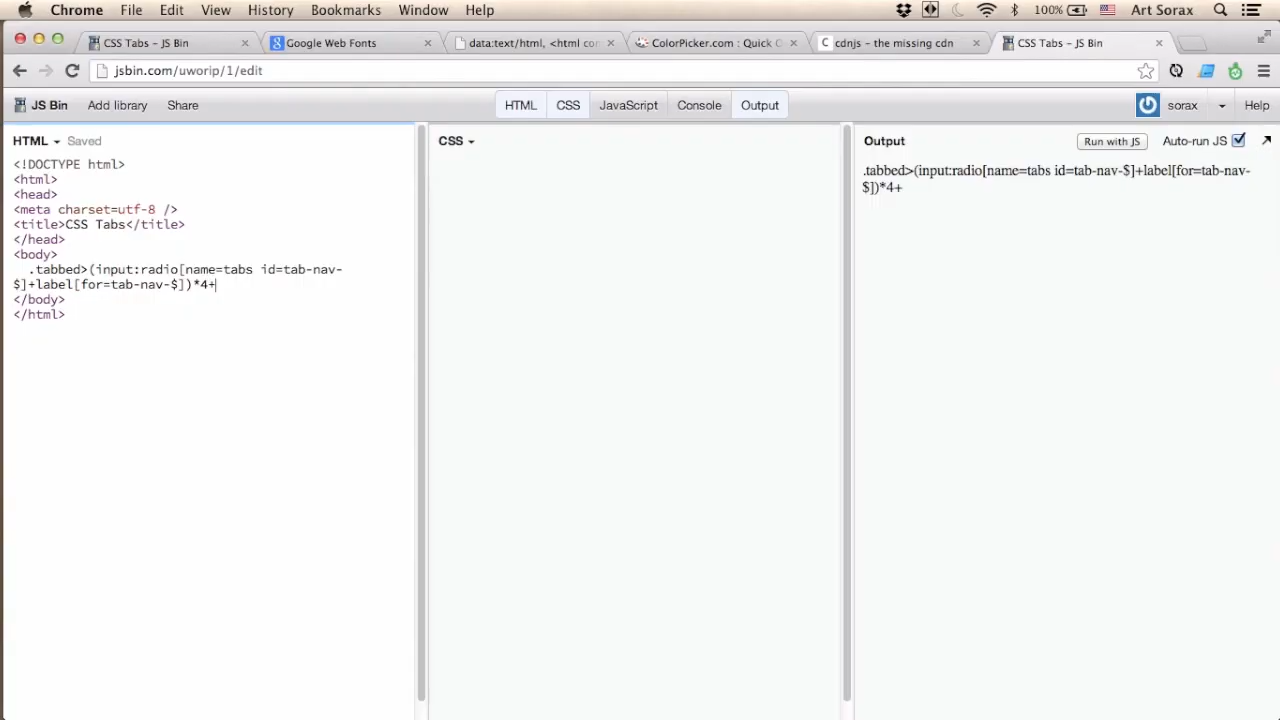 Chrome File Edit View History Bookmarks Window Help 100% Art Sorax
CSS Tabs - JS Bin Google Web Fonts data:text/html, <html con ColorPicker.com : Quick C cdnjs - the missing cdn CSS Tabs - JS Bin
jsbin.com/uworip/1/edit
JS Bin Add library Share HTML CSS JavaScript Console Output sorax Help
HTML Saved CSS Output Run with JS Auto-run JS
<!DOCTYPE html>
<html>
<head>
<meta charset=utf-8 />
<title>CSS Tabs</title>
</head>
<body>
.tabbed>(input:radio[name=tabs id=tab-nav-
$]+label[for=tab-nav-$])*4+
</body>
</html>
.tabbed>(input:radio[name=tabs id=tab-nav-$]+label[for=tab-nav-
$])*4+